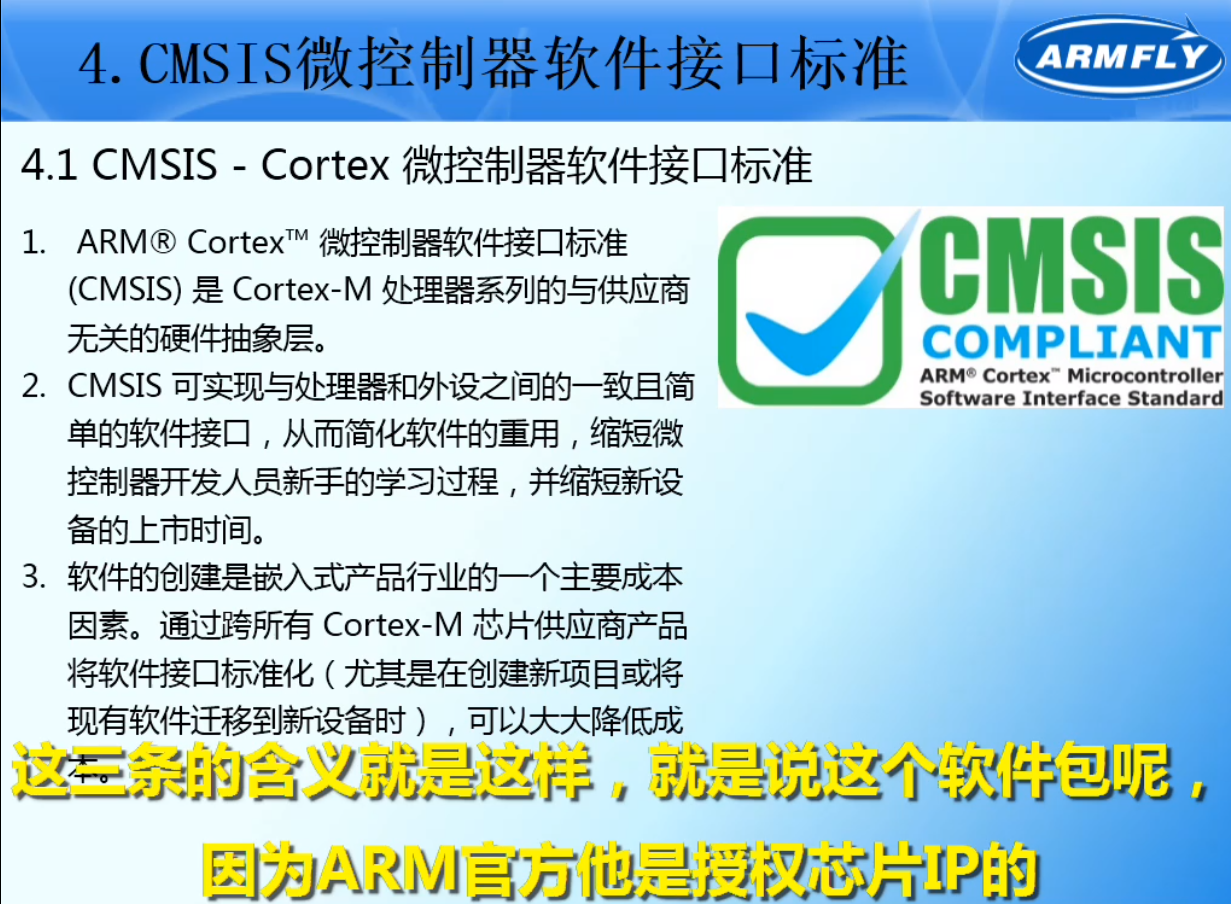 4.CMSIS微控制器软件接口标准
ARMFLY
4.1 CMSIS - Cortex 微控制器软件接口标准
1. ARM® Cortex™ 微控制器软件接口标准
(CMSIS) 是 Cortex-M 处理器系列的与供应商
无关的硬件抽象层。
2. CMSIS 可实现与处理器和外设之间的一致且简
单的软件接口，从而简化软件的重用，缩短微
控制器开发人员新手的学习过程，并缩短新设
备的上市时间。
3. 软件的创建是嵌入式产品行业的一个主要成本
因素。通过跨所有 Cortex-M 芯片供应商产品
将软件接口标准化（尤其是在创建新项目或将
现有软件迁移到新设备时），可以大大降低成
本。
CMSIS
COMPLIANT
ARM® Cortex™ Microcontroller
Software Interface Standard
这三条的含义就是这样，就是说这个软件包呢，
因为ARM官方他是授权芯片IP的